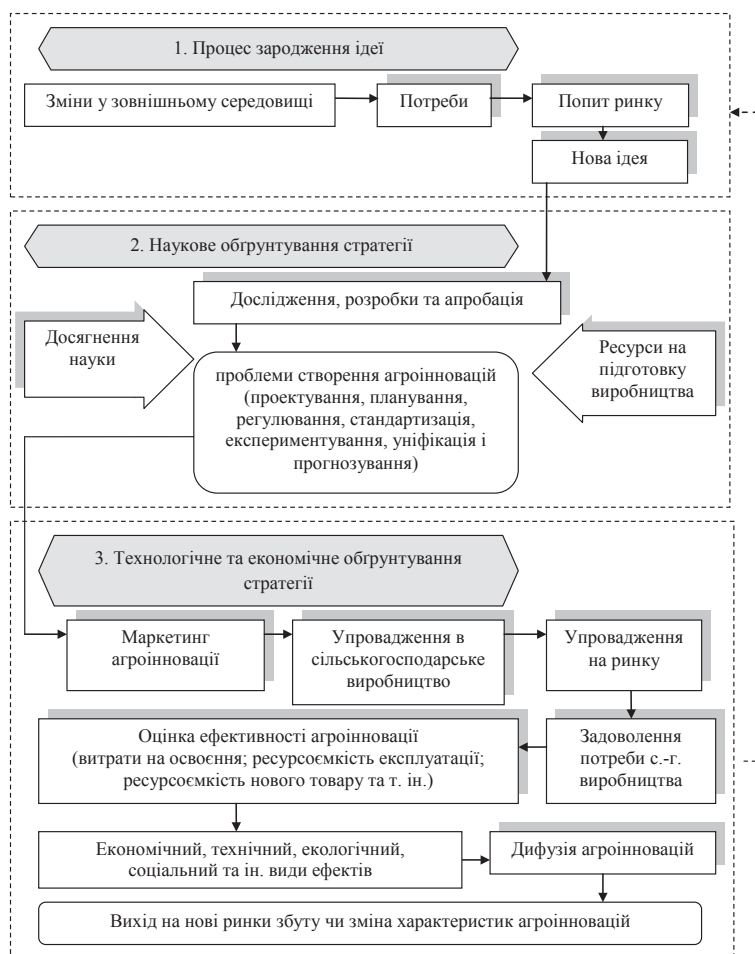 1. Процес зародження ідеї
Зміни у зовнішньому середовищі
Потреби
Попит ринку
Нова ідея
2. Наукове обґрунтування стратегії
Дослідження, розробки та апробація
Досягнення
науки
проблеми створення агроінновацій
(проектування, планування,
регулювання, стандартизація,
експериментування, уніфікація і
прогнозування)
Ресурси на
підготовку
виробництва
3. Технологічне та економічне обґрунтування
стратегії
Маркетинг
агроінновації
Упровадження в
сільськогосподарське
виробництво
Упровадження
на ринку
Оцінка ефективності агроінновації
(витрати на освоєння; ресурсоємкість експлуатації;
ресурсоємкість нового товару та т. ін.)
Задоволення
потреби с.-г.
виробництва
Економічний, технічний, екологічний,
соціальний та ін. види ефектів
Дифузія агроінновацій
Вихід на нові ринки збуту чи зміна характеристик агроінновацій